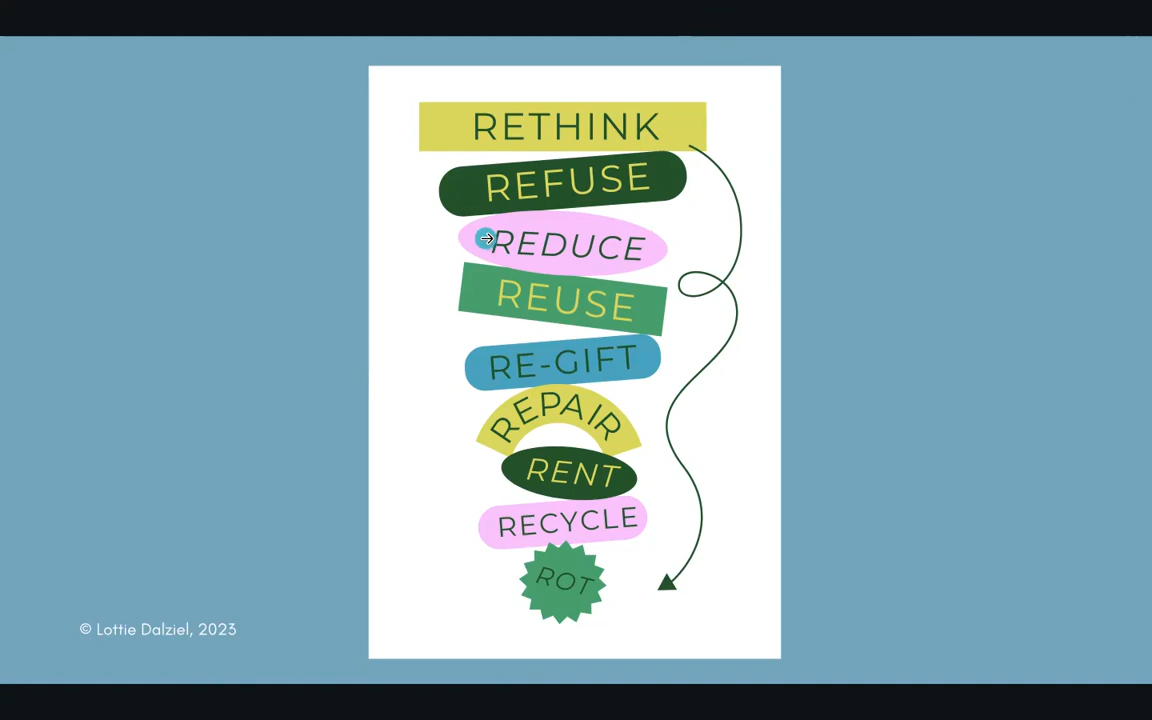 RETHINK
REFUSE
REDUCE
REUSE
RE-GIFT
REPAIR
RENT
RECYCLE
ROT
© Lottie Dalziel, 2023